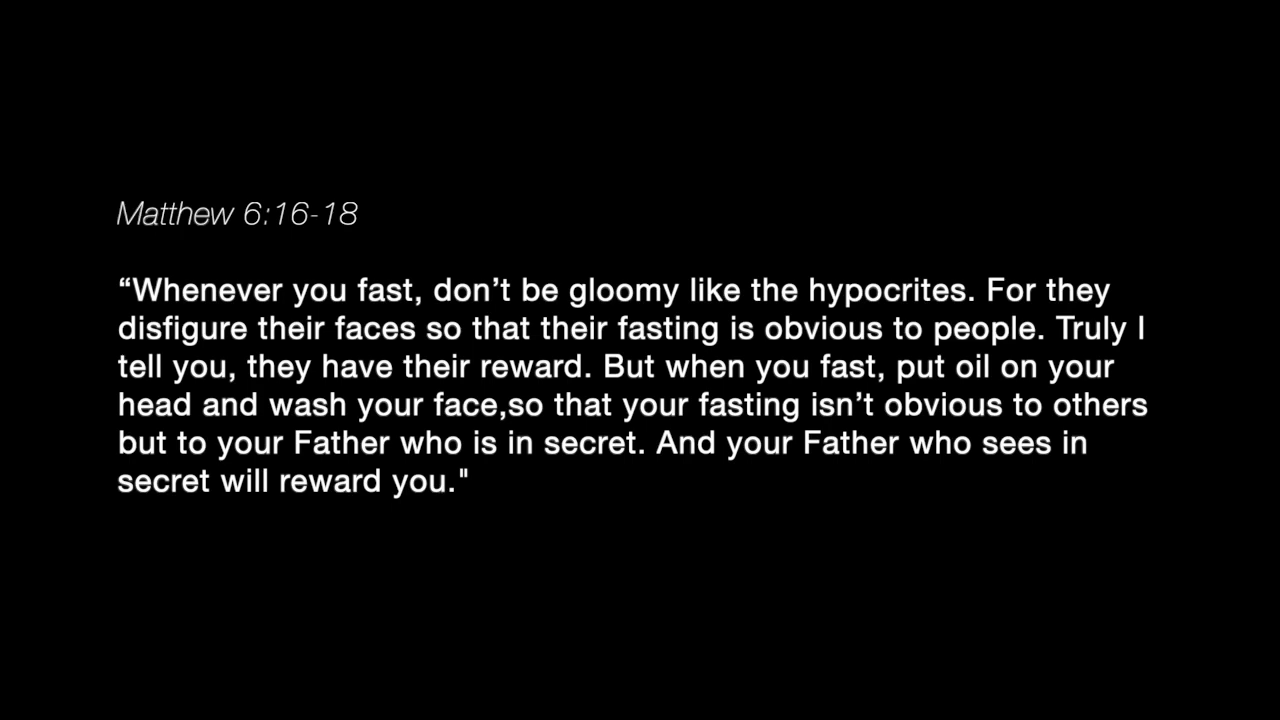 Matthew 6:16-18
“Whenever you fast, don’t be gloomy like the hypocrites. For they
disfigure their faces so that their fasting is obvious to people. Truly I
tell you, they have their reward. But when you fast, put oil on your
head and wash your face,so that your fasting isn’t obvious to others
but to your Father who is in secret. And your Father who sees in
secret will reward you."